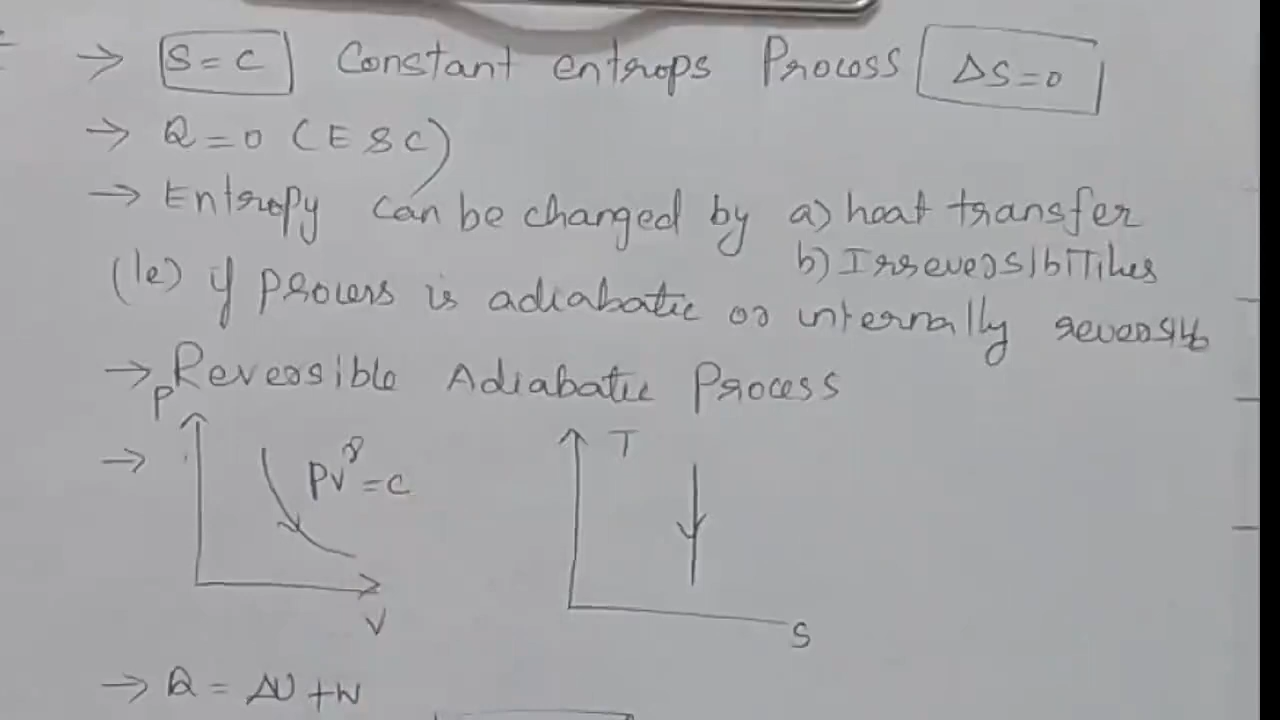 → S = C Constant entrops Process ΔS = 0
→ Q = 0 (E & C)
→ Entropy can be changed by a) heat transfer
b) Irreversibilities
(ie) if process is adiabatic or internally reversib
→ Reversible Adiabatic Process
P T
→ PV^γ = C
V S
→ Q = ΔU + W